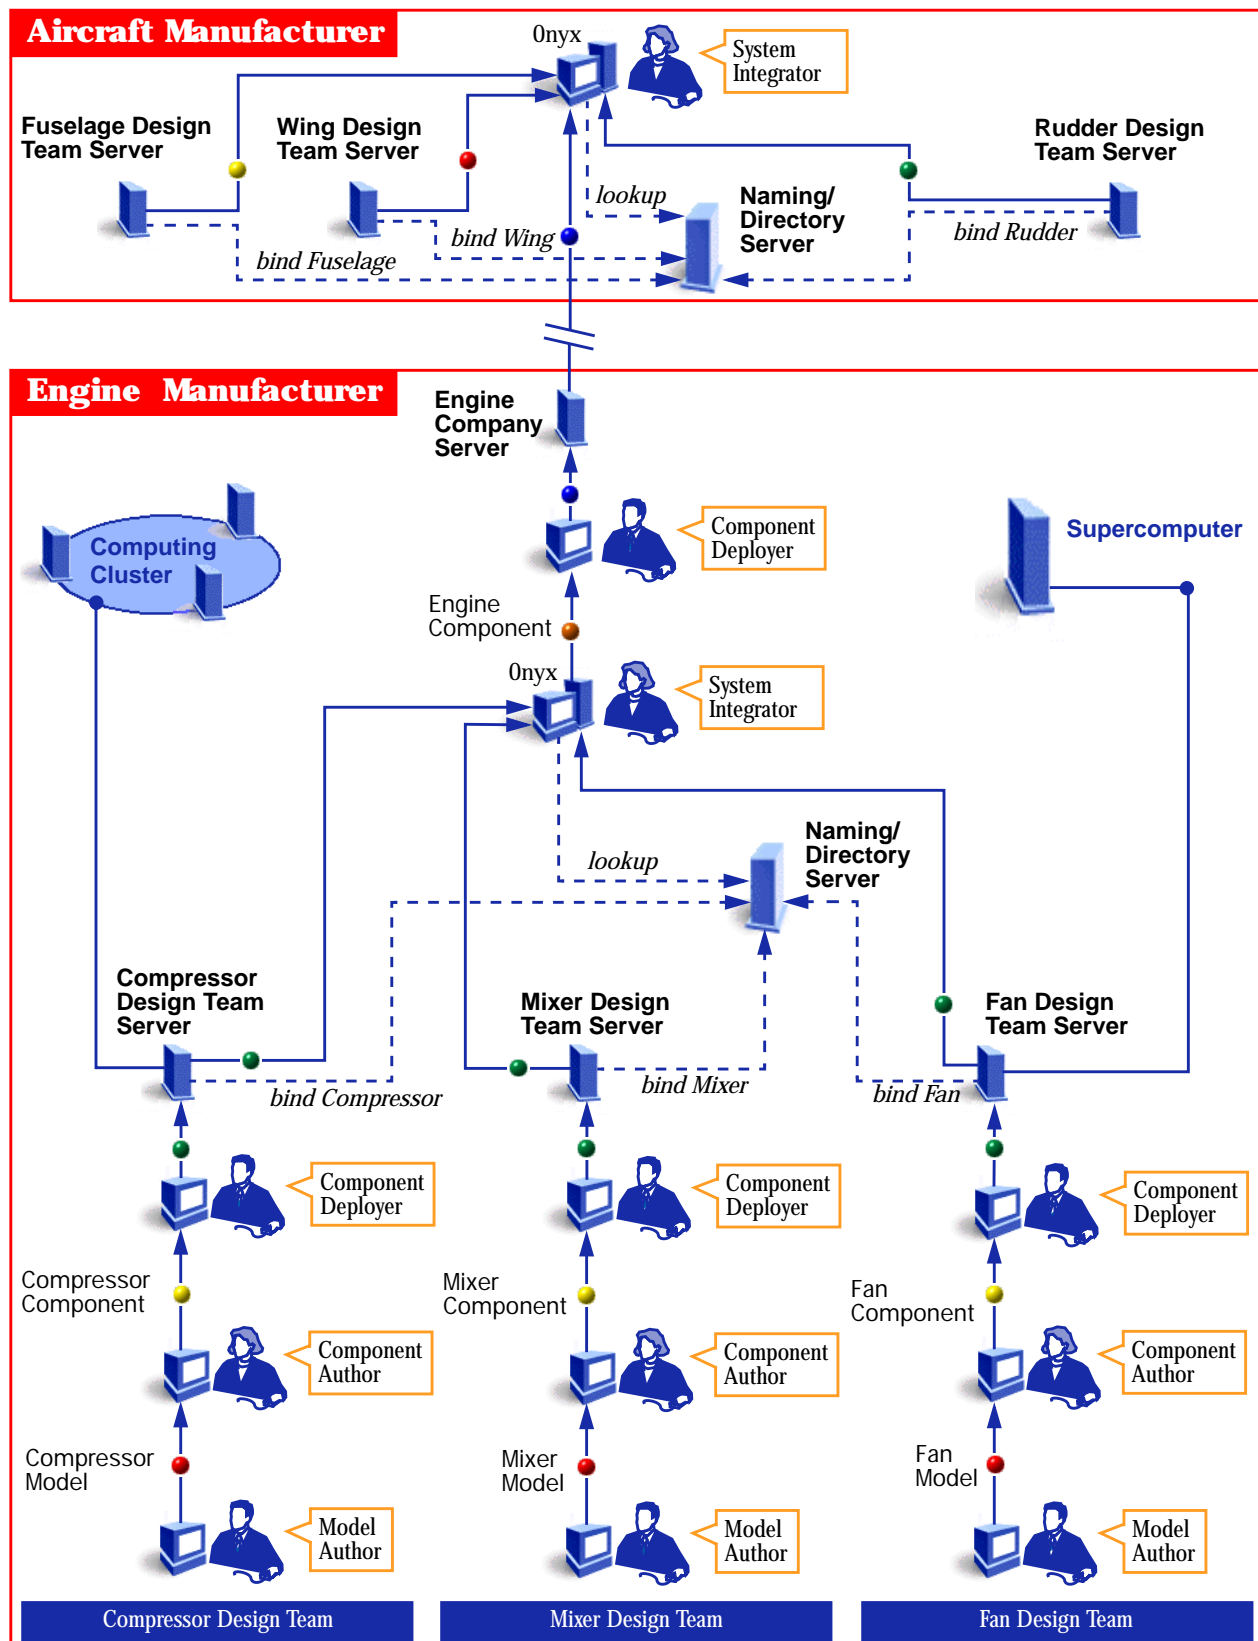 Aircraft Manufacturer
Onyx
System
Integrator
Fuselage Design
Team Server
Wing Design
Team Server
Rudder Design
Team Server
lookup
Naming/
Directory
Server
bind Wing
bind Rudder
bind Fuselage
Engine Manufacturer
Engine
Company
Server
Computing
Cluster
Component
Deployer
Supercomputer
Engine
Component
Onyx
System
Integrator
Naming/
Directory
Server
lookup
Compressor
Design Team
Server
Mixer Design
Team Server
Fan Design
Team Server
bind Compressor
bind Mixer
bind Fan
Component
Deployer
Component
Deployer
Component
Deployer
Compressor
Component
Mixer
Component
Fan
Component
Component
Author
Component
Author
Component
Author
Compressor
Model
Mixer
Model
Fan
Model
Model
Author
Model
Author
Model
Author
Compressor Design Team
Mixer Design Team
Fan Design Team